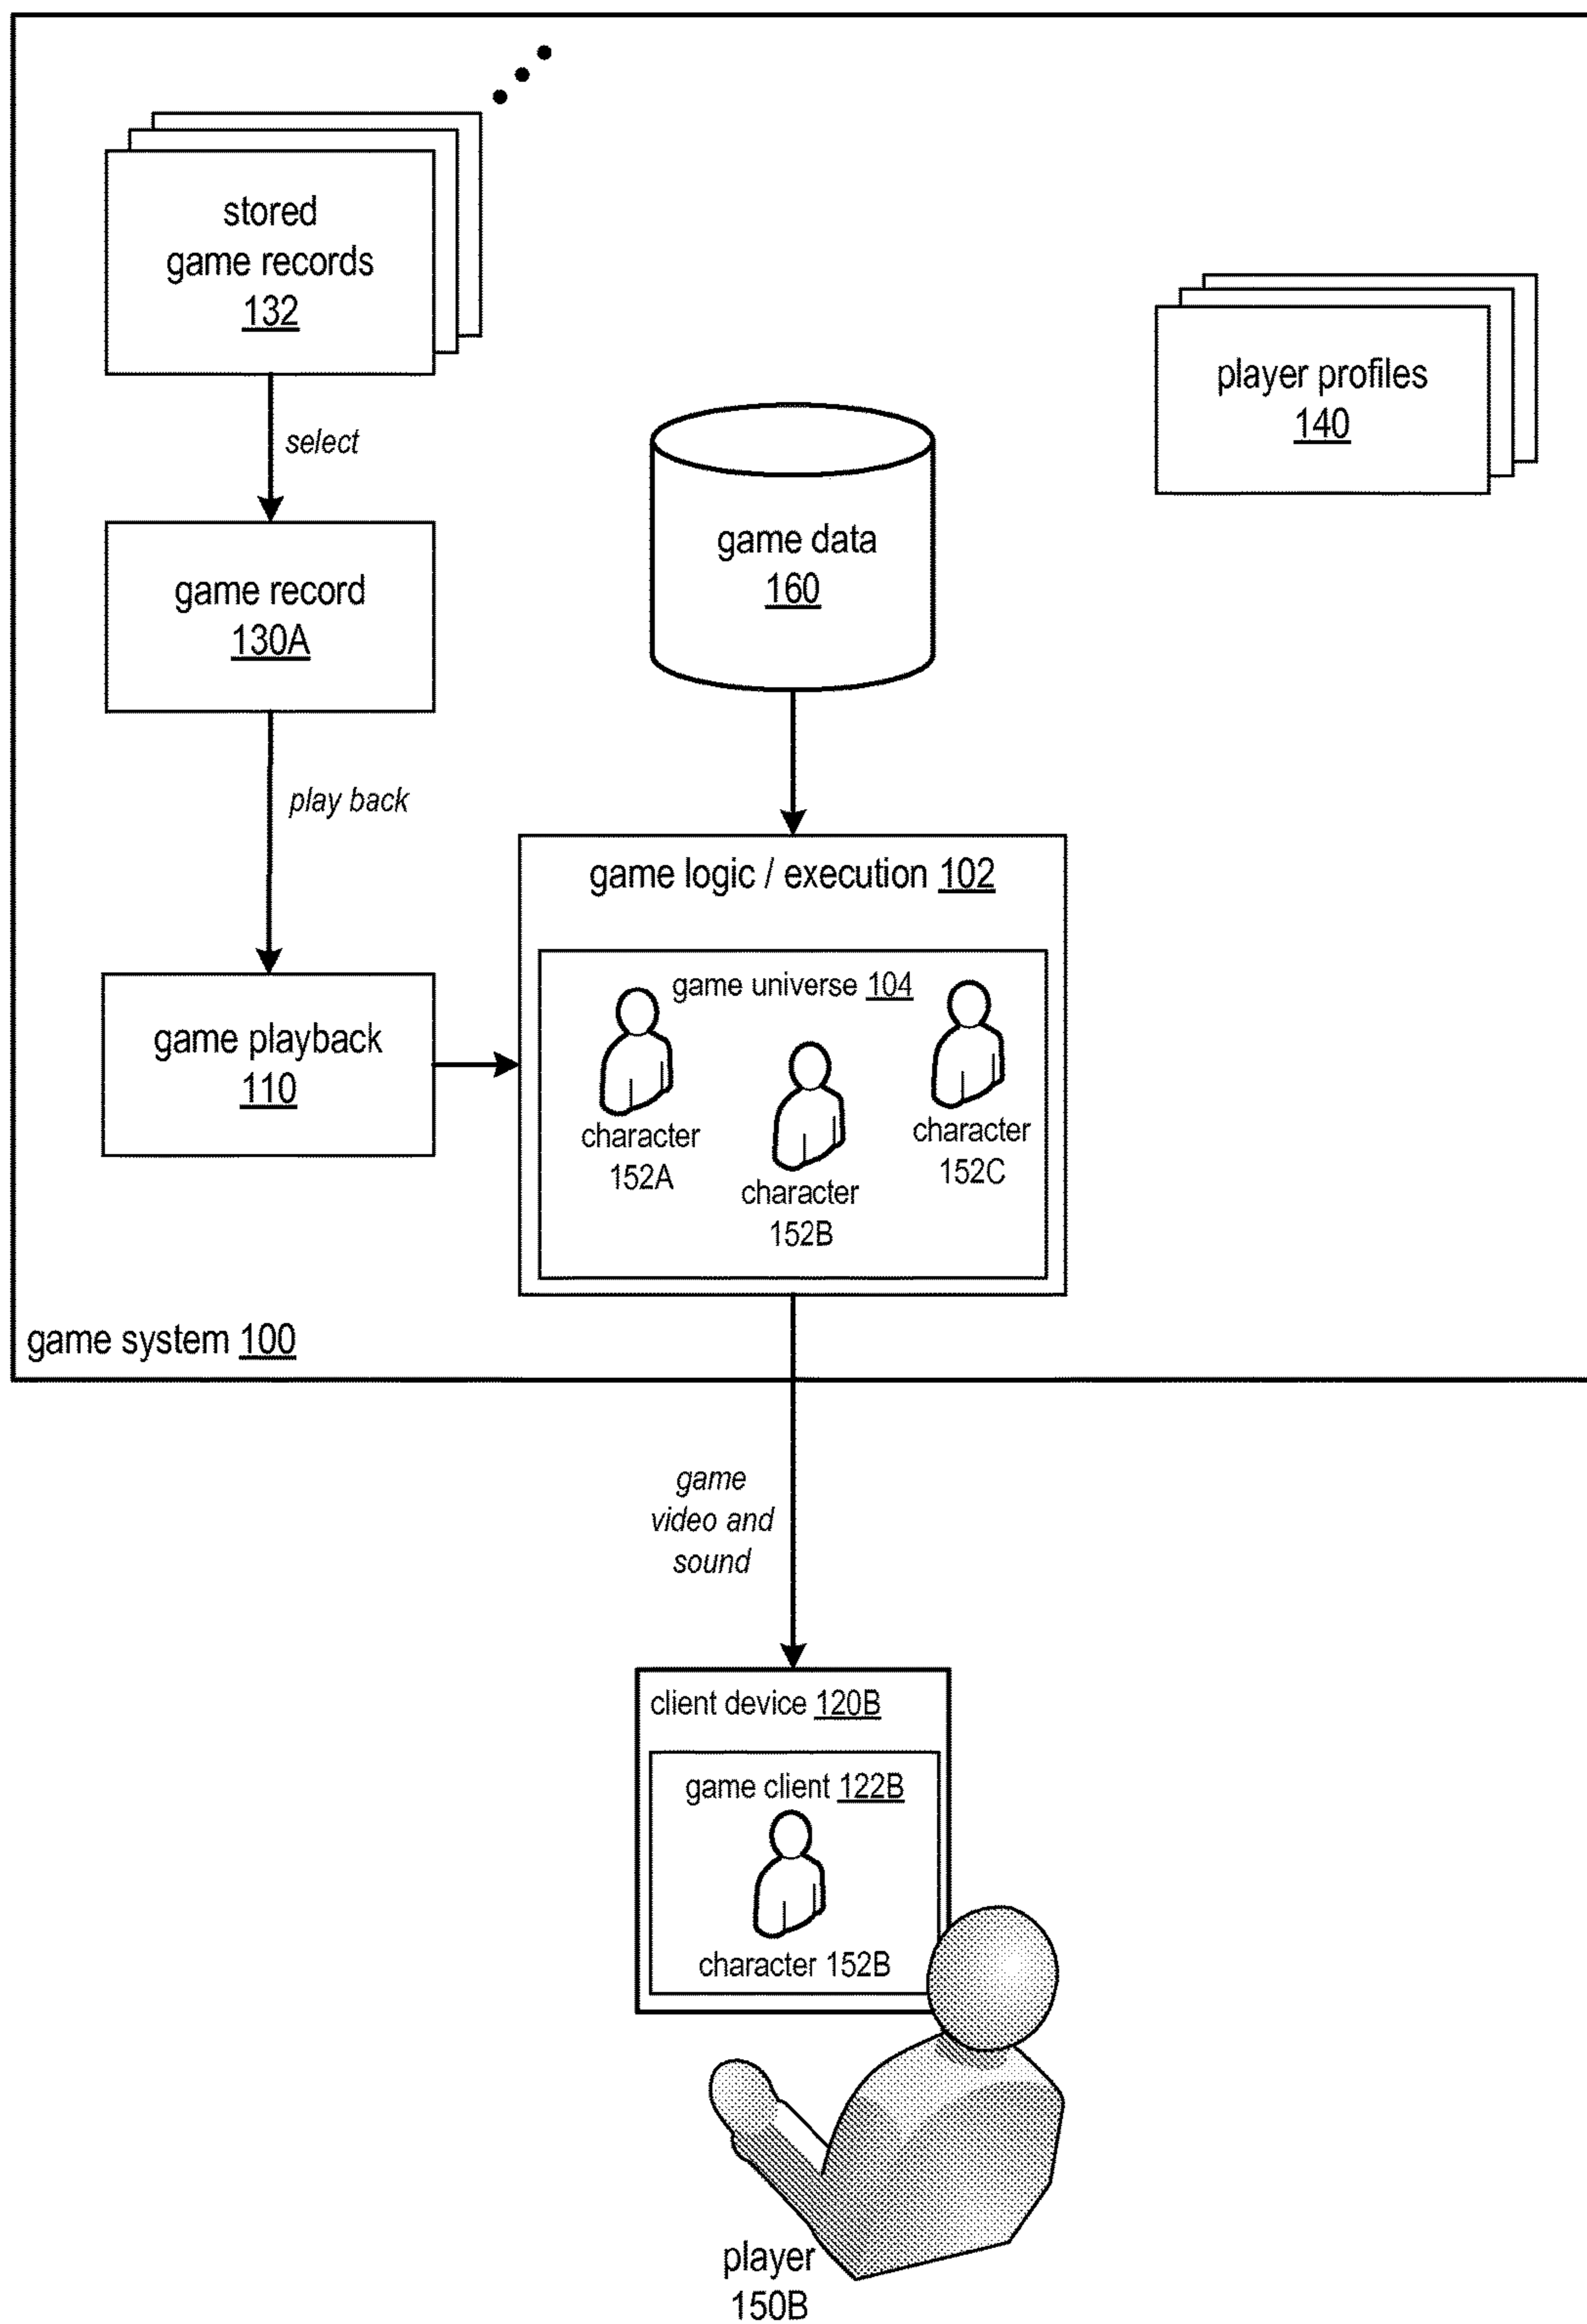 stored
game records
132
select
player profiles
140
game data
160
game record
130A
play back
game logic / execution 102
game universe 104
game playback
110
character
152A
character
152B
character
152C
game system 100
game
video and
sound
client device 120B
game client 122B
character 152B
player
150B